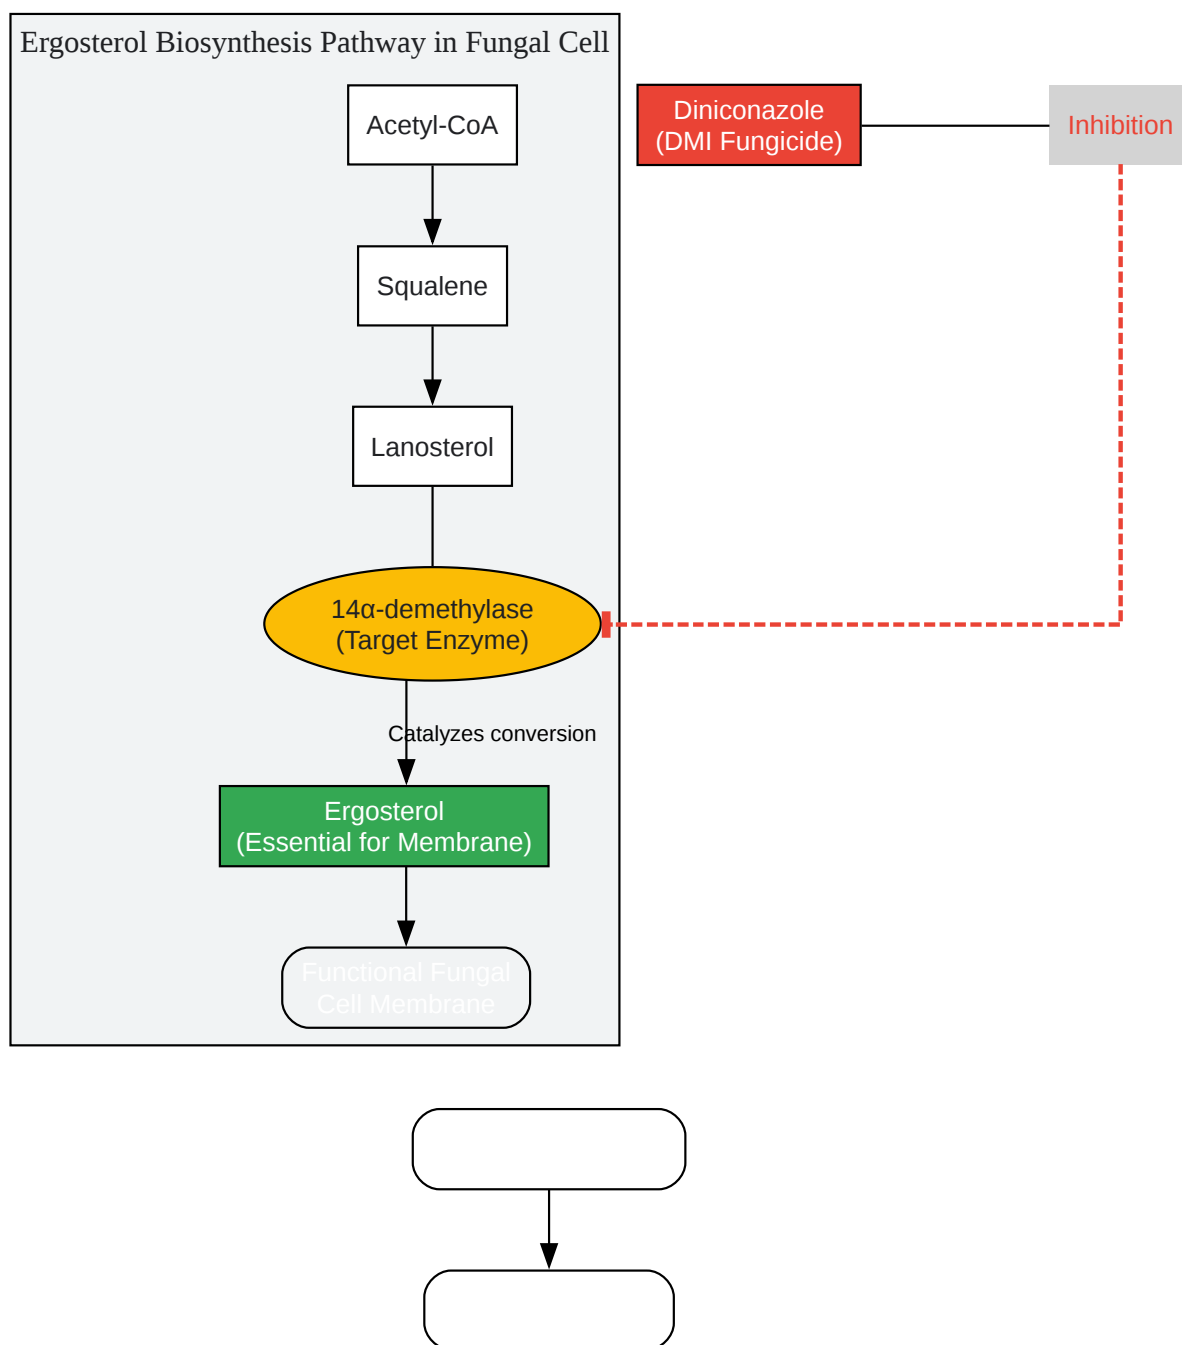 Ergosterol Biosynthesis Pathway in Fungal Cell
Acetyl-CoA
Diniconazole
(DMI Fungicide)
Inhibition
Squalene
Lanosterol
14α-demethylase
(Target Enzyme)
Catalyzes conversion
Ergosterol
(Essential for Membrane)
Functional Fungal
Cell Membrane